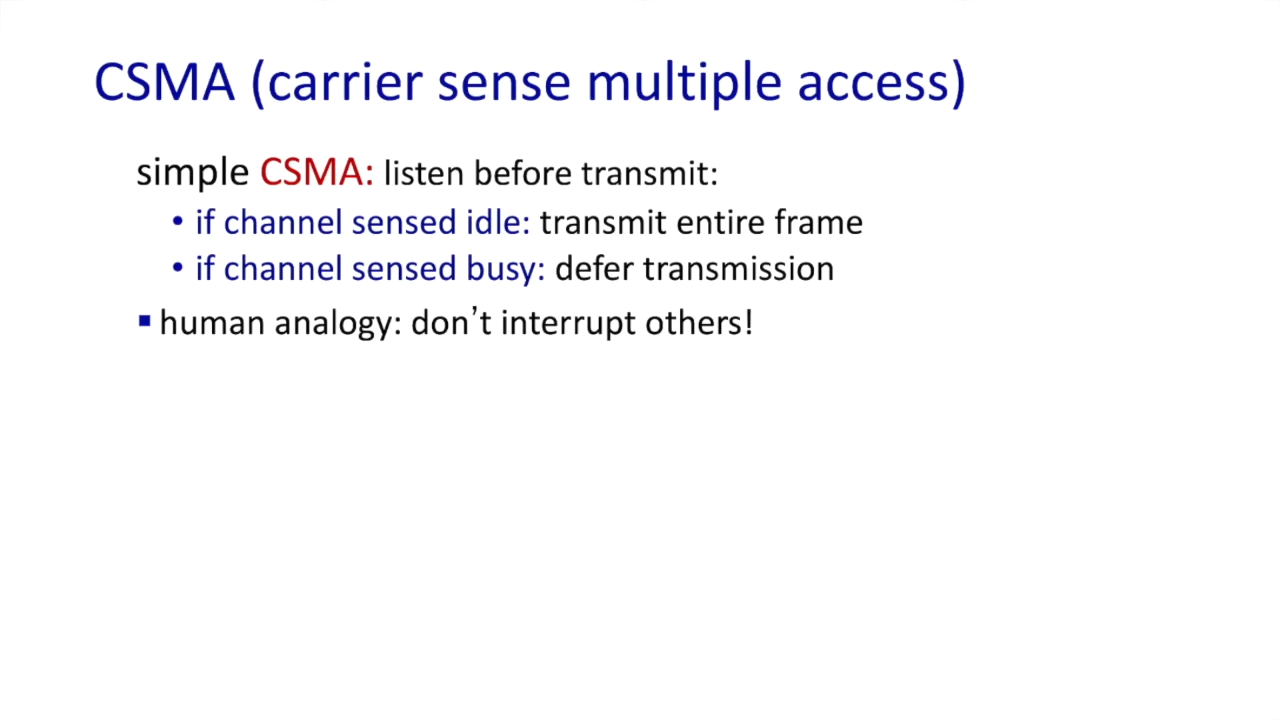 CSMA (carrier sense multiple access)
simple CSMA: listen before transmit:
• if channel sensed idle: transmit entire frame
• if channel sensed busy: defer transmission
▪ human analogy: don’t interrupt others!